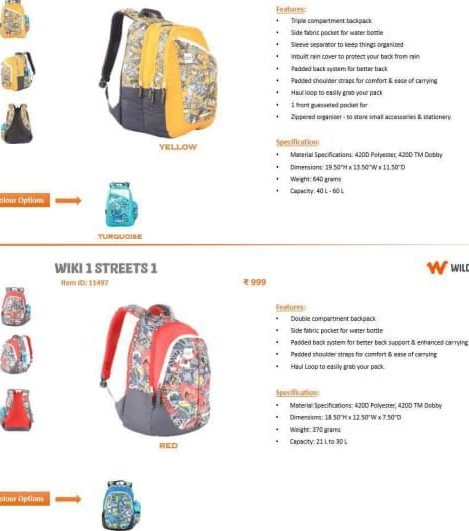 Features:
• Triple compartment backpack
• Side fabric pocket for water bottle
• Sleeve separator to keep things organized
• Inbuilt rain cover to protect your back from rain
• Padded back system for better back
• Padded shoulder straps for comfort & ease of carrying
• Haul loop to easily grab your pack
• 1 front gusseted pocket for
• Zippered organizer - to store small accessories & stationery.
YELLOW
Specification:
• Material Specifications: 420D Polyester, 420D TM Dobby
• Dimensions: 19.50"H x 13.50"W x 11.50"D
• Weight: 640 grams
• Capacity: 40 L - 60 L
olour Options
TURQUOISE
WIKI 1 STREETS 1
WILD
Item ID: 11497
₹ 999
Features:
• Double compartment backpack
• Side fabric pocket for water bottle
• Padded back system for better back support & enhanced carrying
• Padded shoulder straps for comfort & ease of carrying
• Haul Loop to easily grab your pack.
Specification:
• Material Specifications: 420D Polyester, 420D TM Dobby
• Dimensions: 18.50"H x 12.50"W x 7.50"D
• Weight: 370 grams
• Capacity: 21 L to 30 L
RED
olour Options